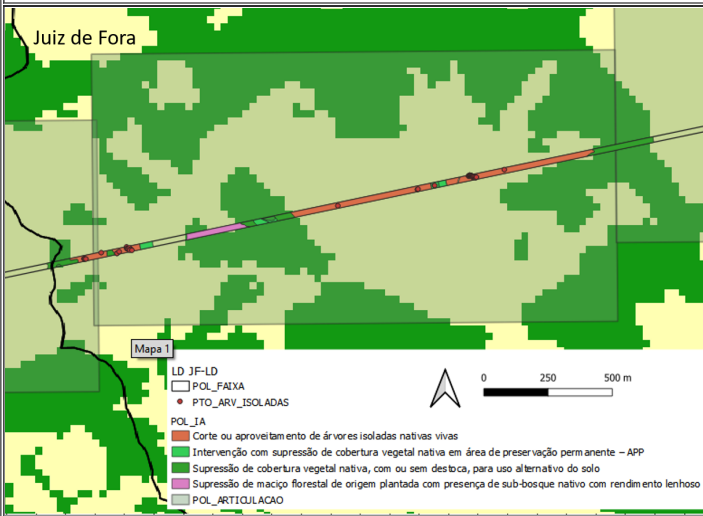 Juiz de Fora
Mapa 1
LD JF-LD
POL_FAIXA
PTO_ARV_ISOLADAS
POL_IA
Corte ou aproveitamento de árvores isoladas nativas vivas
Intervenção com supressão de cobertura vegetal nativa em área de preservação permanente – APP
Supressão de cobertura vegetal nativa, com ou sem destoca, para uso alternativo do solo
Supressão de maciço florestal de origem plantada com presença de sub-bosque nativo com rendimento lenhoso
POL_ARTICULACAO
0 250 500 m